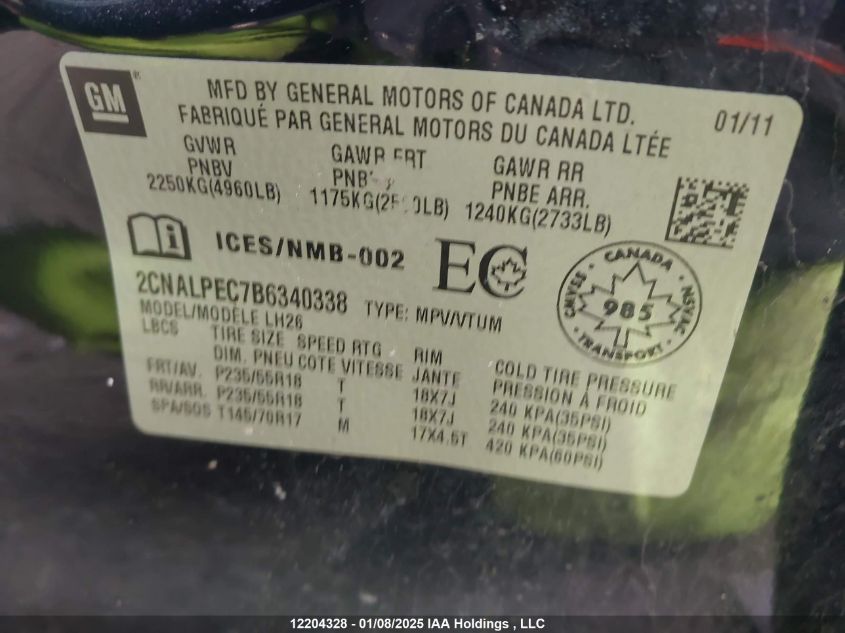 GM
MFD BY GENERAL MOTORS OF CANADA LTD.
01/11
FABRIQUÉ PAR GENERAL MOTORS DU CANADA LTÉE
GVWR
PNBV
2250KG(4960LB)
GAWR FRT
1175KG
GAWR RR
PNBE ARR.
1240KG(2733LB)
ICES/NMB-002
EC
CANADA
CMVSS
985
NSVAC
TRANSPORT
2CNALPEC7B6340338
TYPE: MPV/VTUM
MODEL/MODÈLE LH26
LBCS
TIRE SIZE SPEED RTG RIM COLD TIRE PRESSURE
DIM. PNEU COTE VITESSE JANTE PRESSION À FROID
FRT/AV. P235/55R18 T 18X7J 240 KPA(35PSI)
RR/ARR. P235/55R18 T 18X7J 240 KPA(35PSI)
SPA/SOS T145/70R17 M 17X4.5T 420 KPA(60PSI)
12204328 - 01/08/2025 IAA Holdings , LLC